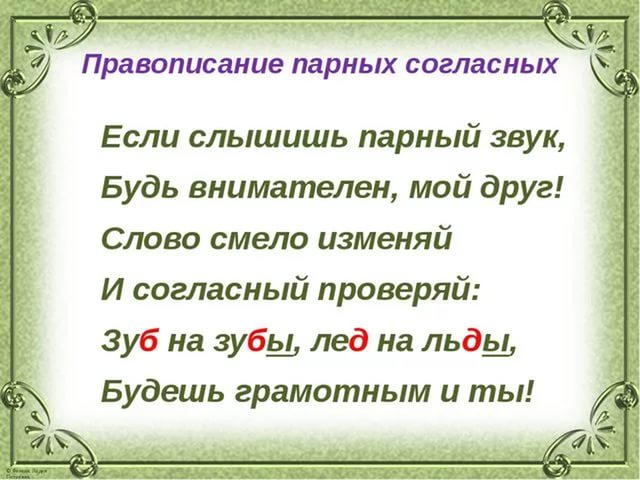 Правописание парных согласных
Если слышишь парный звук,
Будь внимателен, мой друг!
Слово смело изменяй
И согласный проверяй:
Зуб на зубы, лед на льды,
Будешь грамотным и ты!